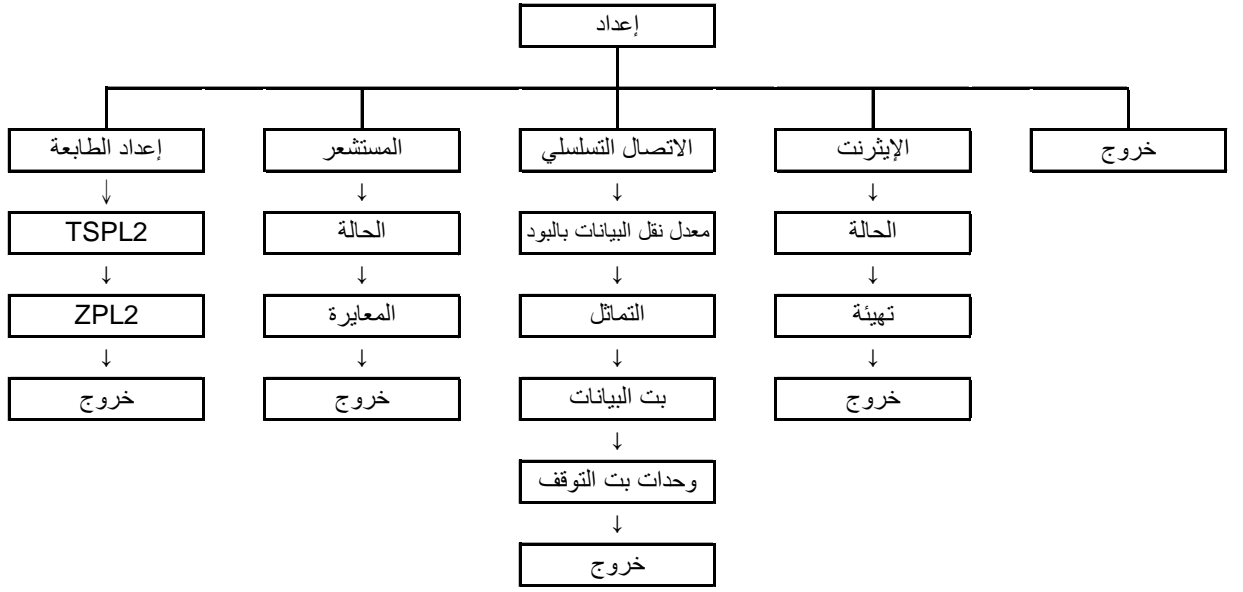 إعداد
إعداد الطابعة
المستشعر
الاتصال التسلسلي
الإيثرنت
خروج
↓ ↓ ↓ ↓
TSPL2
الحالة
معدل نقل البيانات بالبود
الحالة
↓ ↓ ↓ ↓
ZPL2
المعايرة
التماثل
تهيئة
↓ ↓ ↓ ↓
خروج
خروج
بت البيانات
خروج
↓
وحدات بت التوقف
↓
خروج